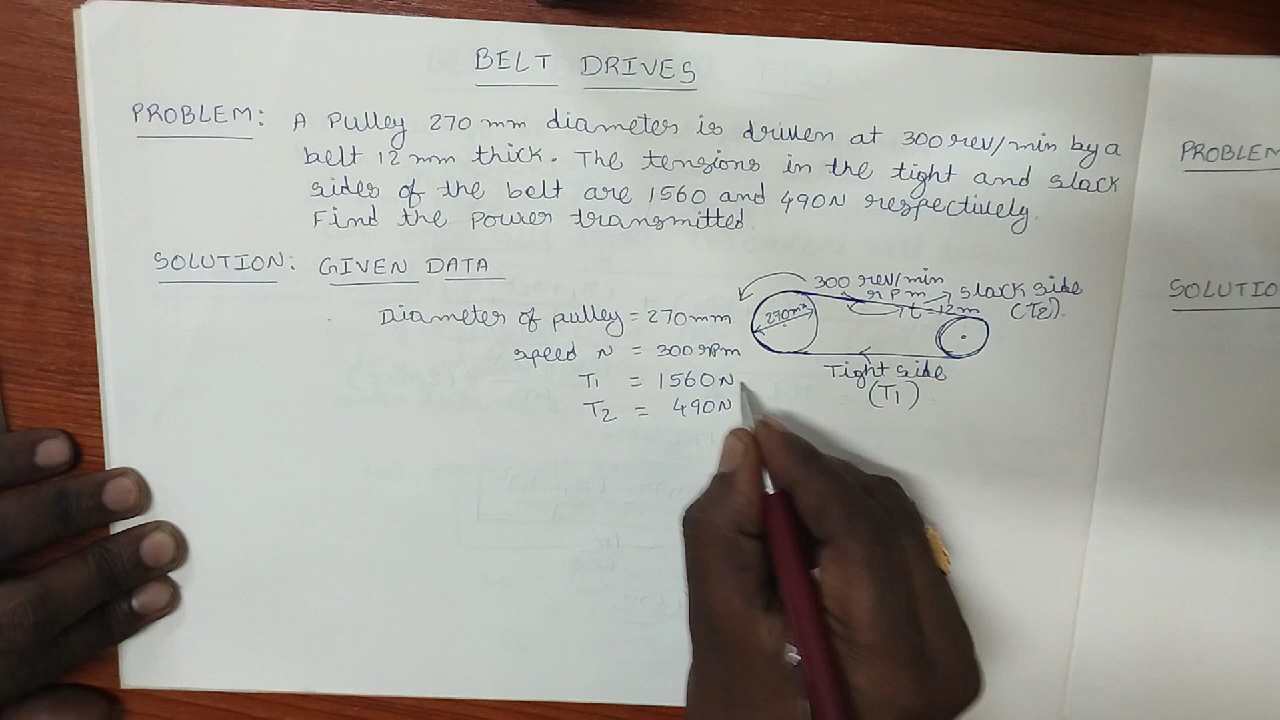 BELT DRIVES
PROBLEM: A Pulley 270 mm diameter is driven at 300 rev/min by a
belt 12 mm thick. The tensions in the tight and slack
sides of the belt are 1560 and 490N respectively.
Find the power transmitted.
SOLUTION: GIVEN DATA
Diameter of pulley = 270mm
speed N = 300 rpm
T1 = 1560N
T2 = 490N
300 rev/min
rpm
slack side
(T2).
270mm
t = 12m
Tight side
(T1)
PROBLEM
SOLUTIO